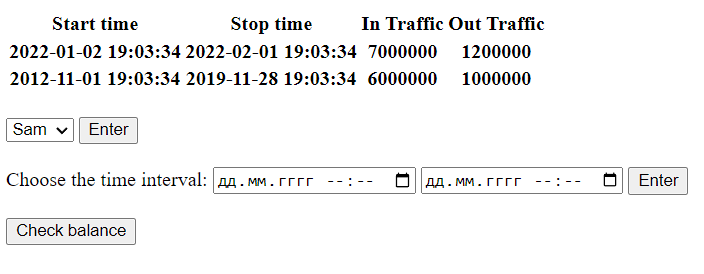 Start time Stop time In Traffic Out Traffic
2022-01-02 19:03:34 2022-02-01 19:03:34 7000000 1200000
2012-11-01 19:03:34 2019-11-28 19:03:34 6000000 1000000
Sam Enter
Choose the time interval: дд.мм.гггг --:-- дд.мм.гггг --:-- Enter
Check balance